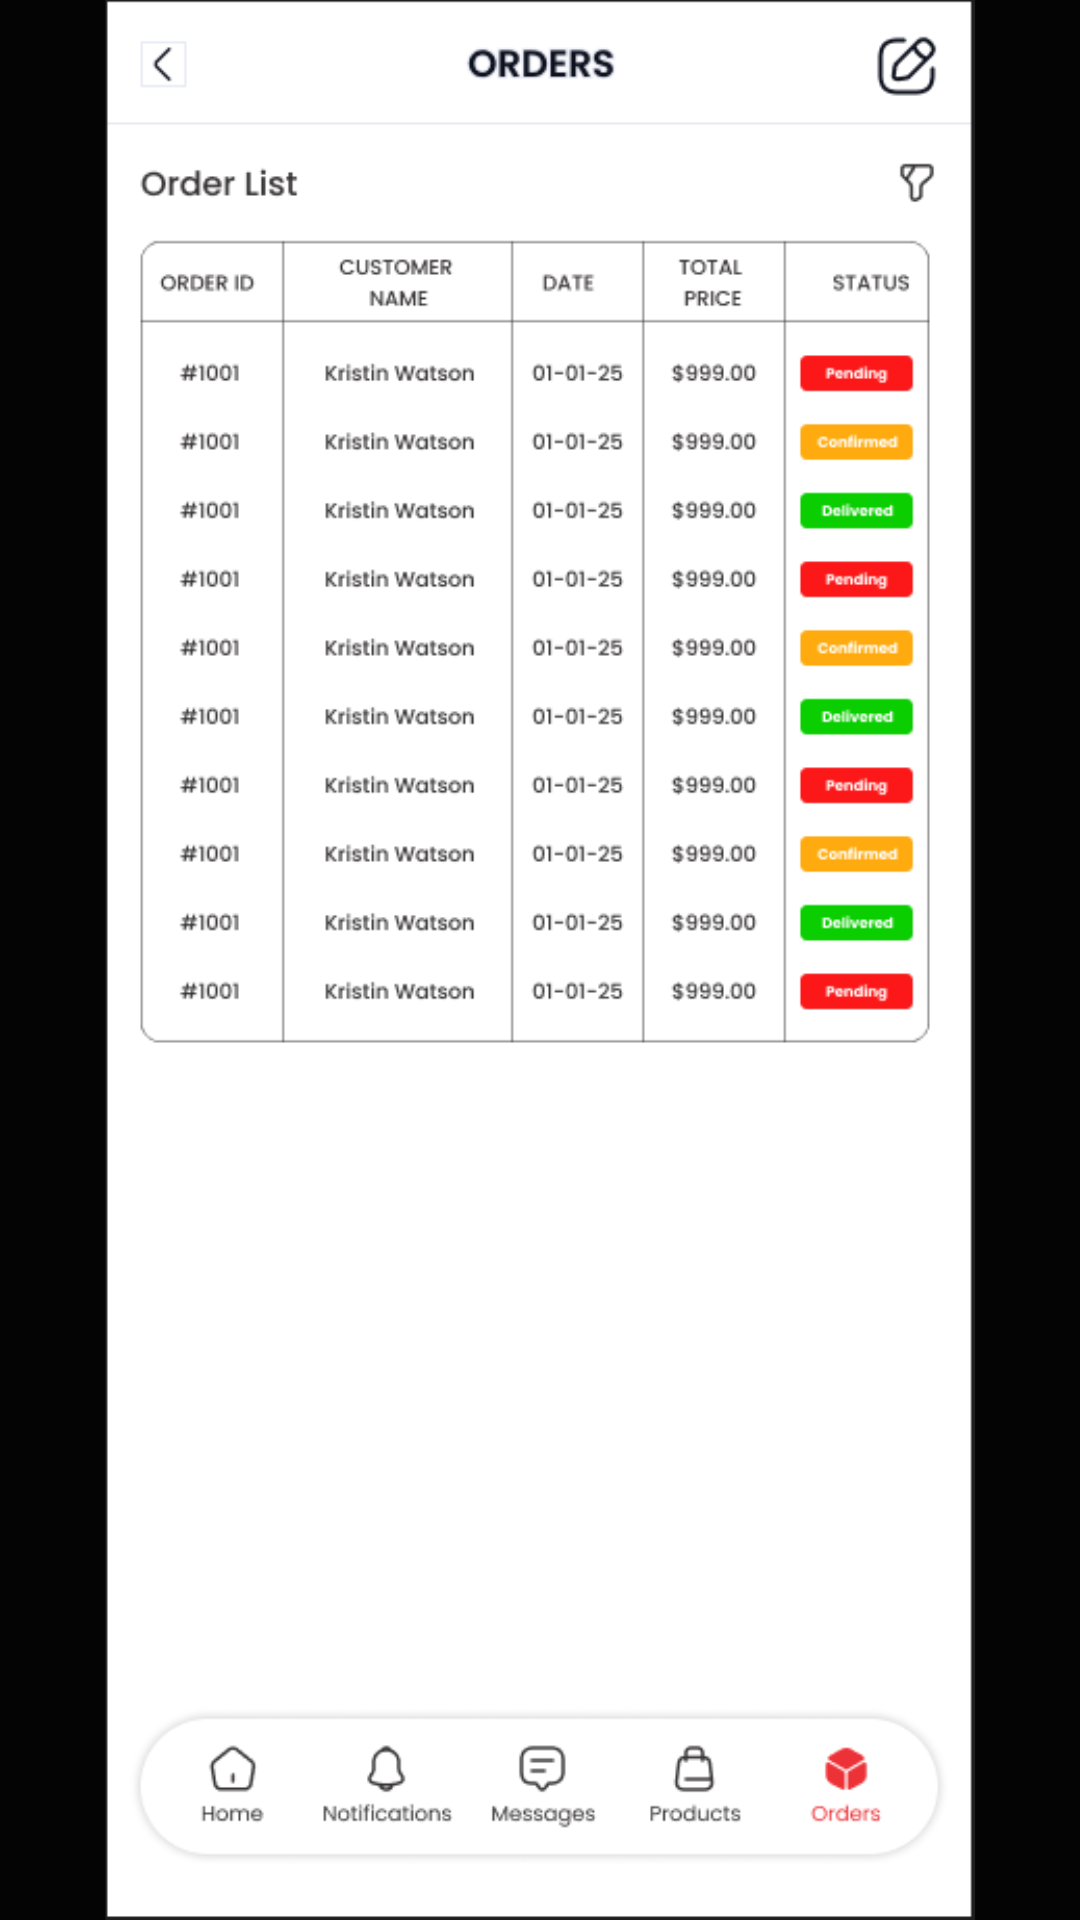 ORDERS
Order List
ORDER ID CUSTOMER NAME DATE TOTAL PRICE STATUS
#1001 Kristin Watson 01-01-25 $999.00 Pending
#1001 Kristin Watson 01-01-25 $999.00 Confirmed
#1001 Kristin Watson 01-01-25 $999.00 Delivered
#1001 Kristin Watson 01-01-25 $999.00 Pending
#1001 Kristin Watson 01-01-25 $999.00 Confirmed
#1001 Kristin Watson 01-01-25 $999.00 Delivered
#1001 Kristin Watson 01-01-25 $999.00 Pending
#1001 Kristin Watson 01-01-25 $999.00 Confirmed
#1001 Kristin Watson 01-01-25 $999.00 Delivered
#1001 Kristin Watson 01-01-25 $999.00 Pending
Home Notifications Messages Products Orders